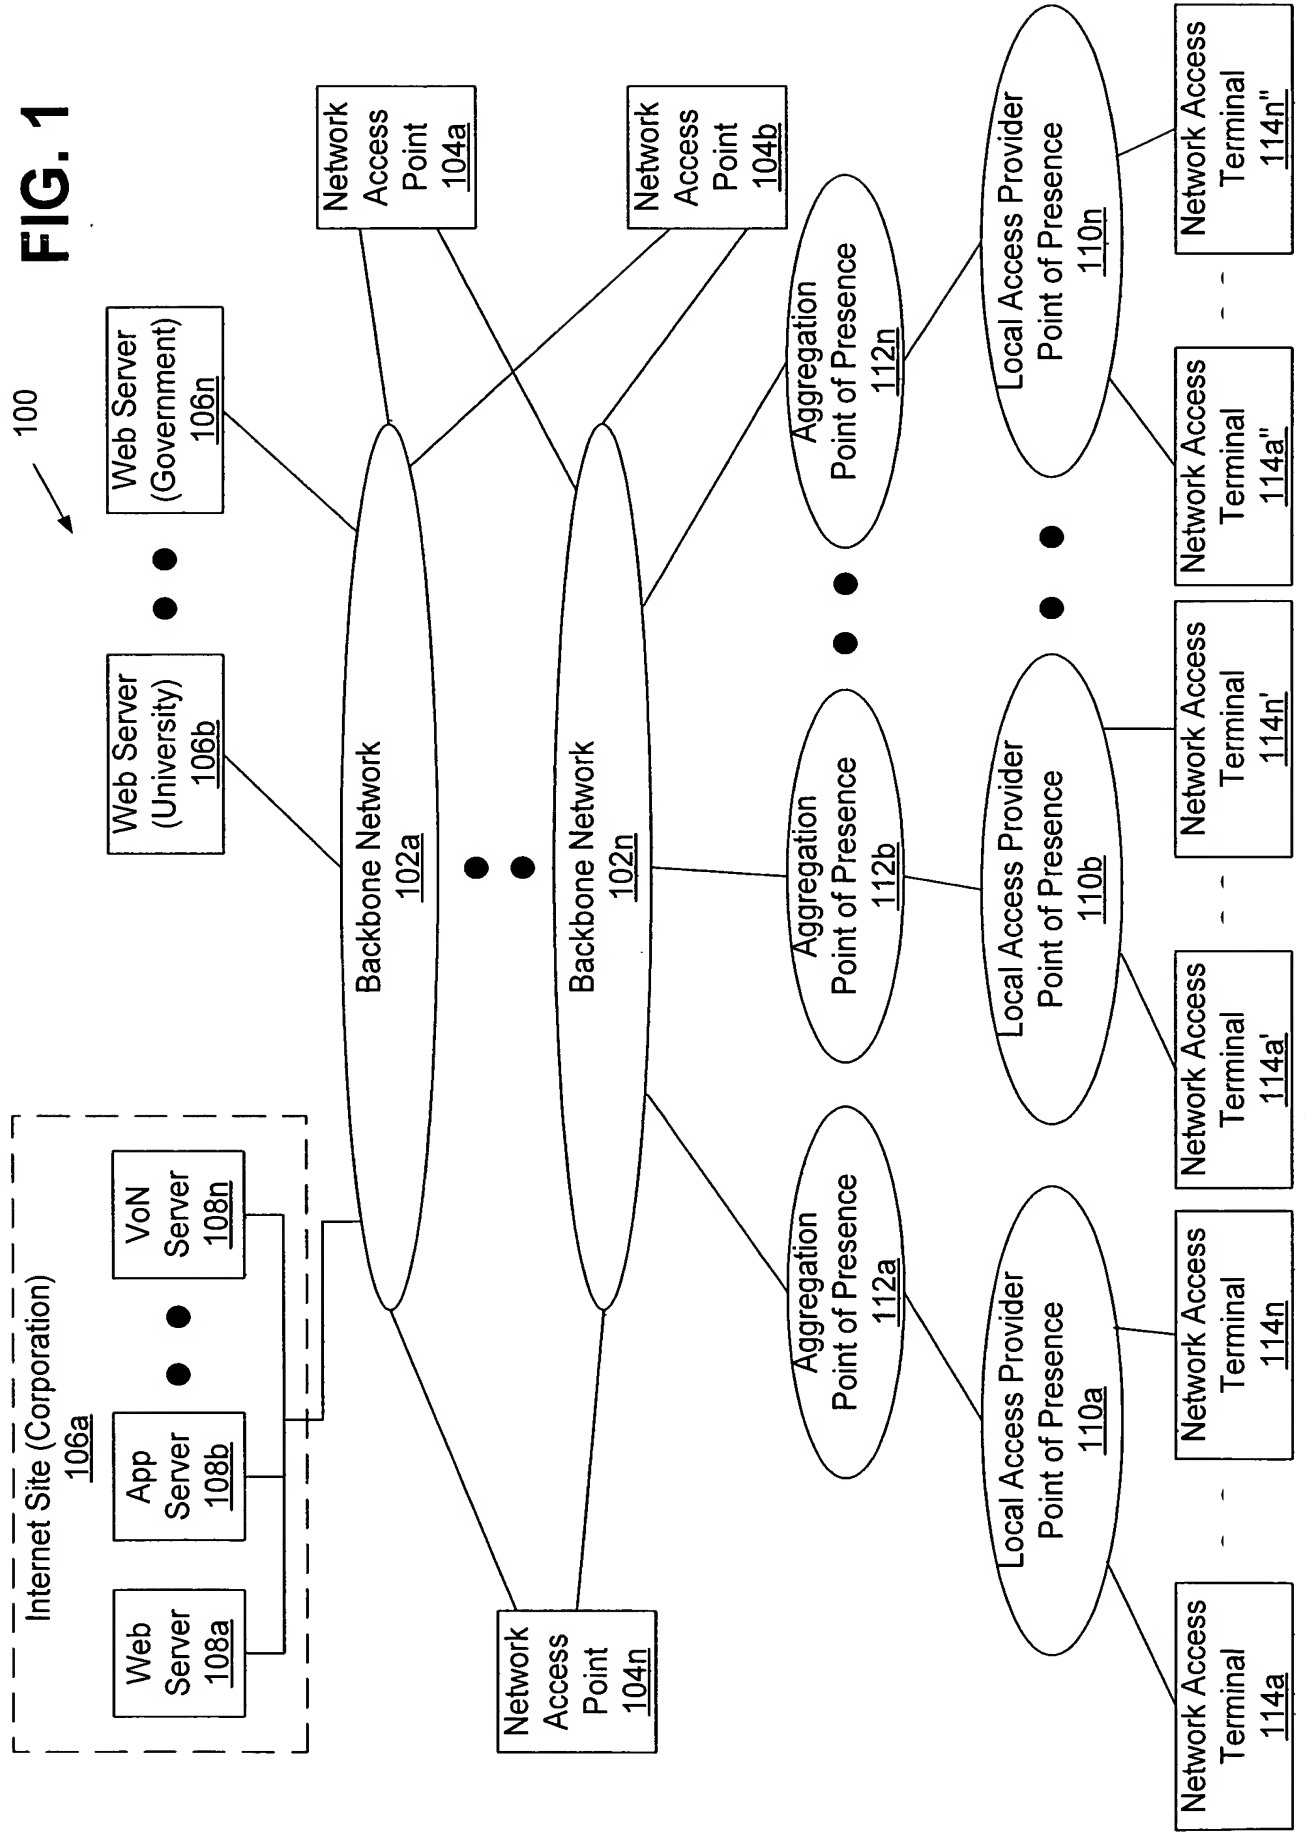 FIG. 1
100
Internet Site (Corporation)
106a
Web
Server
108a
App
Server
108b
VoN
Server
108n
Web Server
(University)
106b
Web Server
(Government)
106n
Backbone Network
102a
Network
Access
Point
104a
Backbone Network
102n
Network
Access
Point
104n
Network
Access
Point
104b
Aggregation
Point of Presence
112a
Aggregation
Point of Presence
112b
Aggregation
Point of Presence
112n
Local Access Provider
Point of Presence
110a
Local Access Provider
Point of Presence
110b
Local Access Provider
Point of Presence
110n
Network Access
Terminal
114a
Network Access
Terminal
114n
Network Access
Terminal
114a'
Network Access
Terminal
114n'
Network Access
Terminal
114a"
Network Access
Terminal
114n"